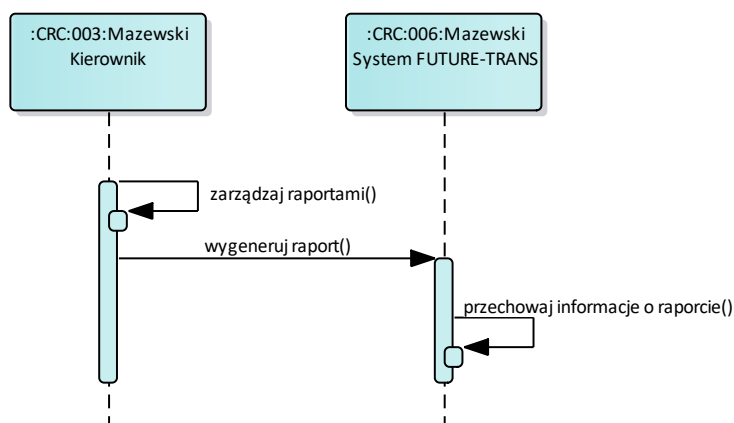 :CRC:003:Mazewski
Kierownik
:CRC:006:Mazewski
System FUTURE-TRANS
zarządzaj raportami()
wygeneruj raport()
przechowaj informacje o raporcie()